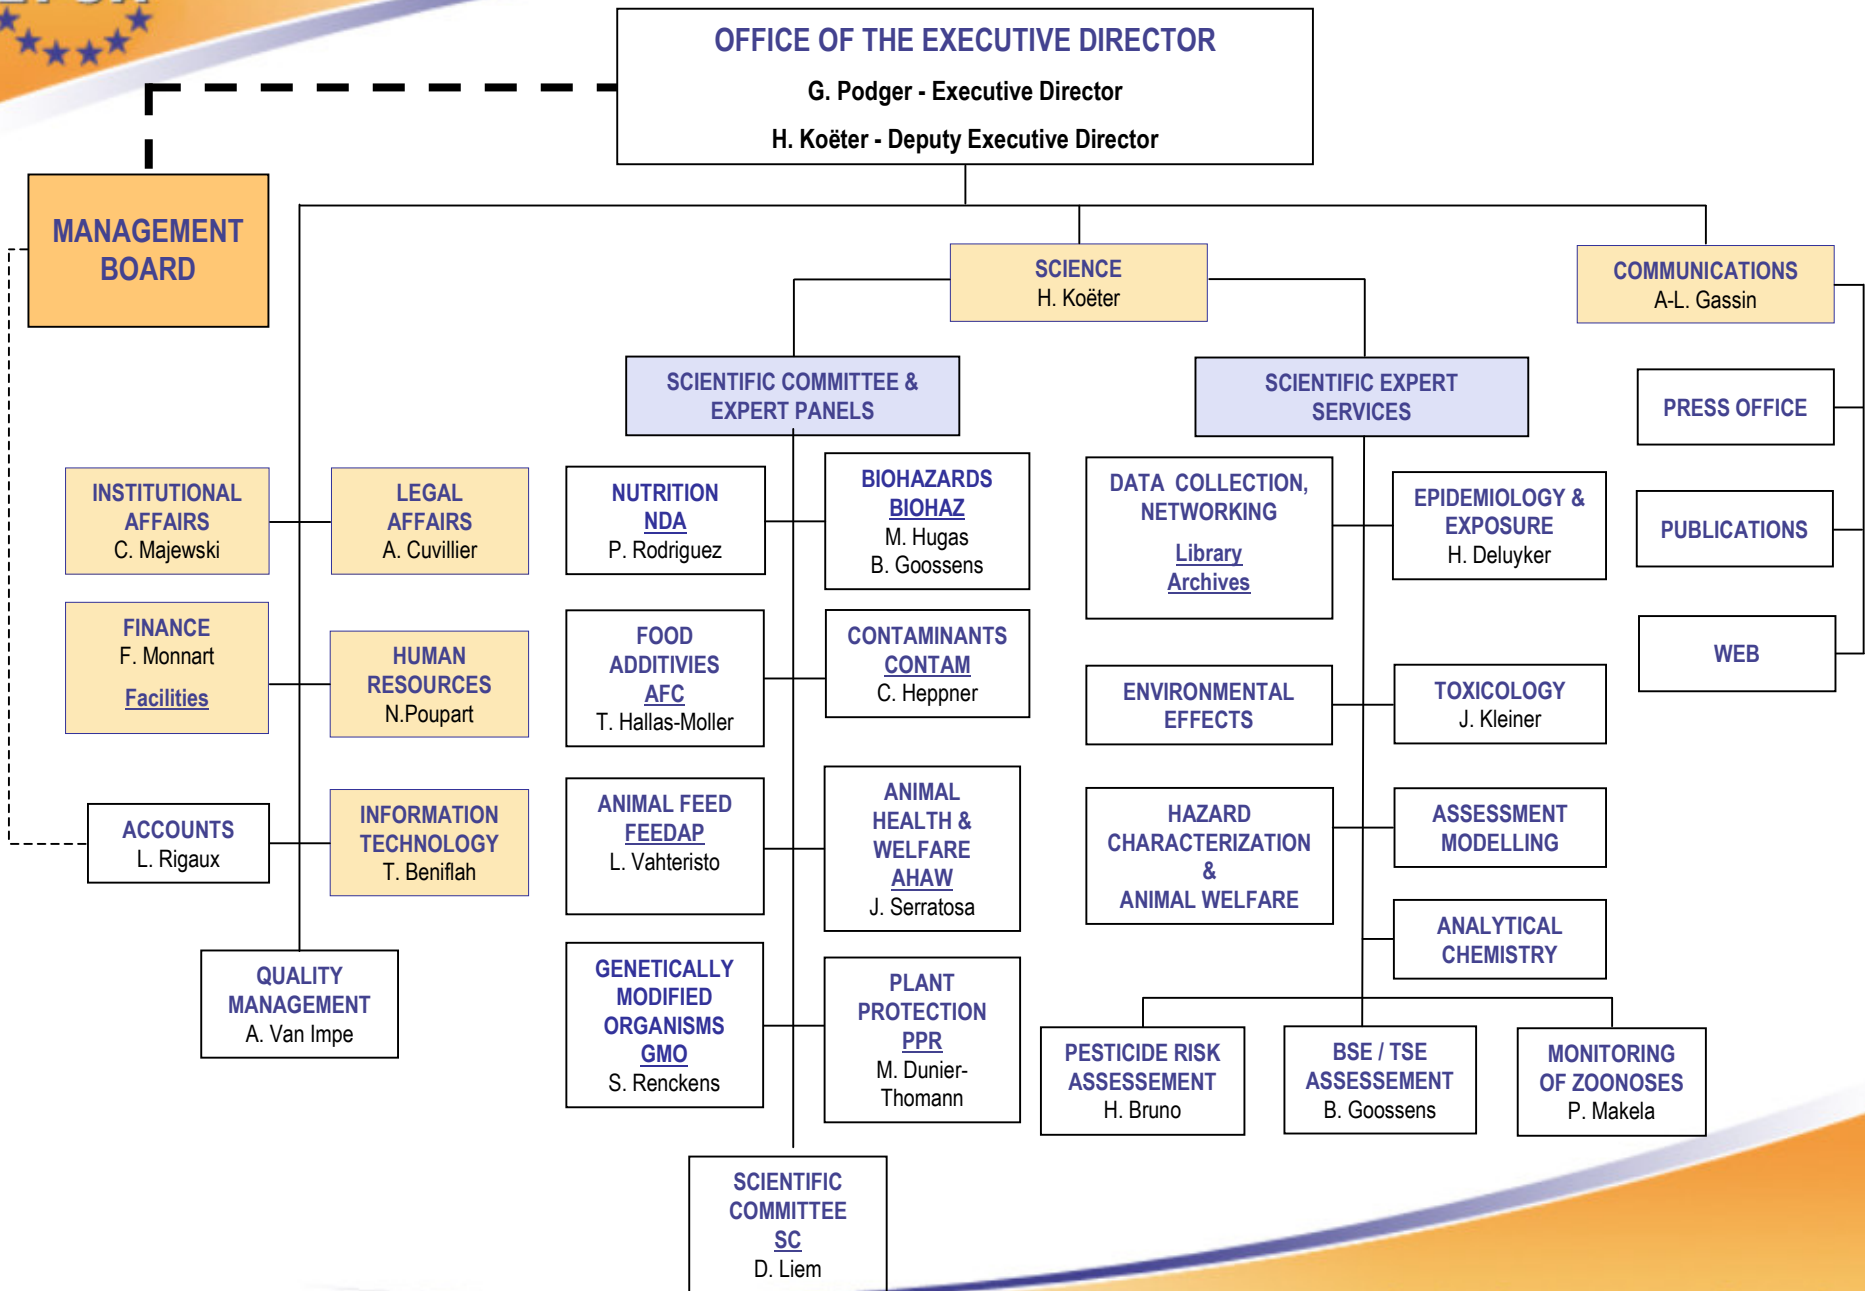 OFFICE OF THE EXECUTIVE DIRECTOR
G. Podger - Executive Director
H. Koëter - Deputy Executive Director
MANAGEMENT
BOARD
SCIENCE
H. Koëter
COMMUNICATIONS
A-L. Gassin
SCIENTIFIC COMMITTEE &
EXPERT PANELS
SCIENTIFIC EXPERT
SERVICES
PRESS OFFICE
PUBLICATIONS
WEB
INSTITUTIONAL
AFFAIRS
C. Majewski
LEGAL
AFFAIRS
A. Cuvillier
FINANCE
F. Monnart
Facilities
HUMAN
RESOURCES
N.Poupart
ACCOUNTS
L. Rigaux
INFORMATION
TECHNOLOGY
T. Beniflah
QUALITY
MANAGEMENT
A. Van Impe
NUTRITION
NDA
P. Rodriguez
BIOHAZARDS
BIOHAZ
M. Hugas
B. Goossens
FOOD
ADDITIVIES
AFC
T. Hallas-Moller
CONTAMINANTS
CONTAM
C. Heppner
ANIMAL FEED
FEEDAP
L. Vahteristo
ANIMAL
HEALTH &
WELFARE
AHAW
J. Serratosa
GENETICALLY
MODIFIED
ORGANISMS
GMO
S. Renckens
PLANT
PROTECTION
PPR
M. Dunier-
Thomann
SCIENTIFIC
COMMITTEE
SC
D. Liem
DATA COLLECTION,
NETWORKING
Library
Archives
EPIDEMIOLOGY &
EXPOSURE
H. Deluyker
ENVIRONMENTAL
EFFECTS
TOXICOLOGY
J. Kleiner
HAZARD
CHARACTERIZATION
&
ANIMAL WELFARE
ASSESSMENT
MODELLING
ANALYTICAL
CHEMISTRY
PESTICIDE RISK
ASSESSEMENT
H. Bruno
BSE / TSE
ASSESSEMENT
B. Goossens
MONITORING
OF ZOONOSES
P. Makela